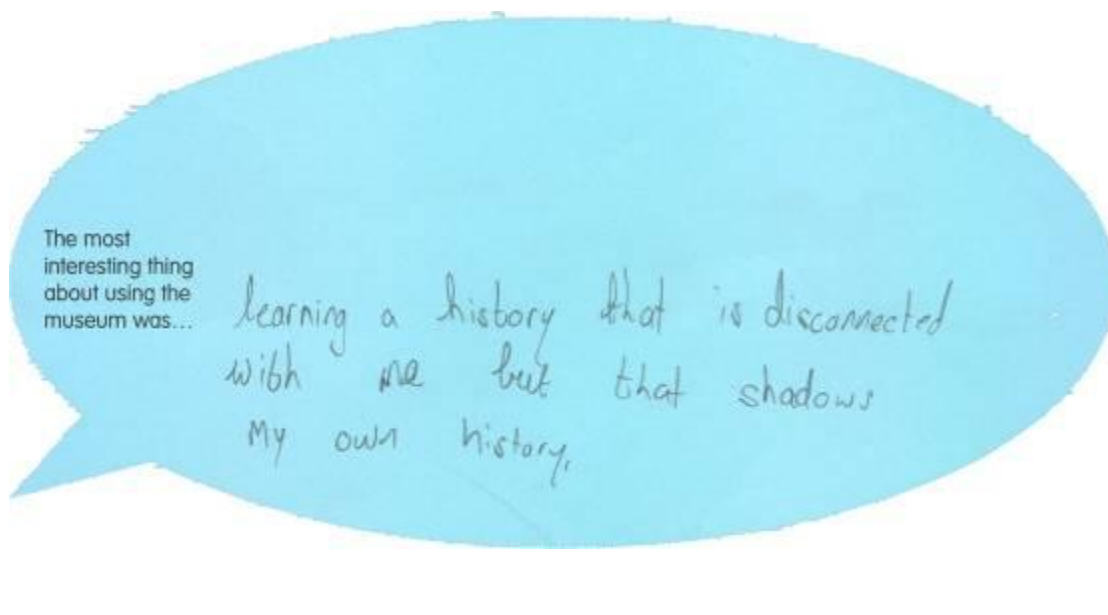 The most
interesting thing
about using the
museum was...
learning a history that is disconnected
with me but that shadows
My own history,